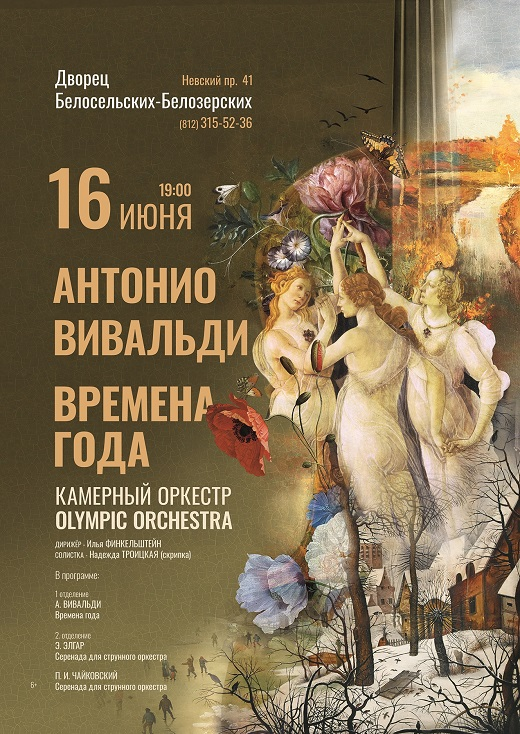 Дворец
Белосельских-Белозерских
Невский пр. 41
(812) 315-52-36
16 ИЮНЯ
19:00
АНТОНИО
ВИВАЛЬДИ
ВРЕМЕНА
ГОДА
КАМЕРНЫЙ ОРКЕСТР
OLYMPIC ORCHESTRA
ДИРИЖЁР - Илья ФИНКЕЛЬШТЕЙН
СОЛИСТКА - Надежда ТРОИЦКАЯ (скрипка)
В программе:
1 отделение
А. ВИВАЛЬДИ
Времена года
2. отделение
Э. ЭЛГАР
Серенада для струнного оркестра
П. И. ЧАЙКОВСКИЙ
Серенада для струнного оркестра
6+